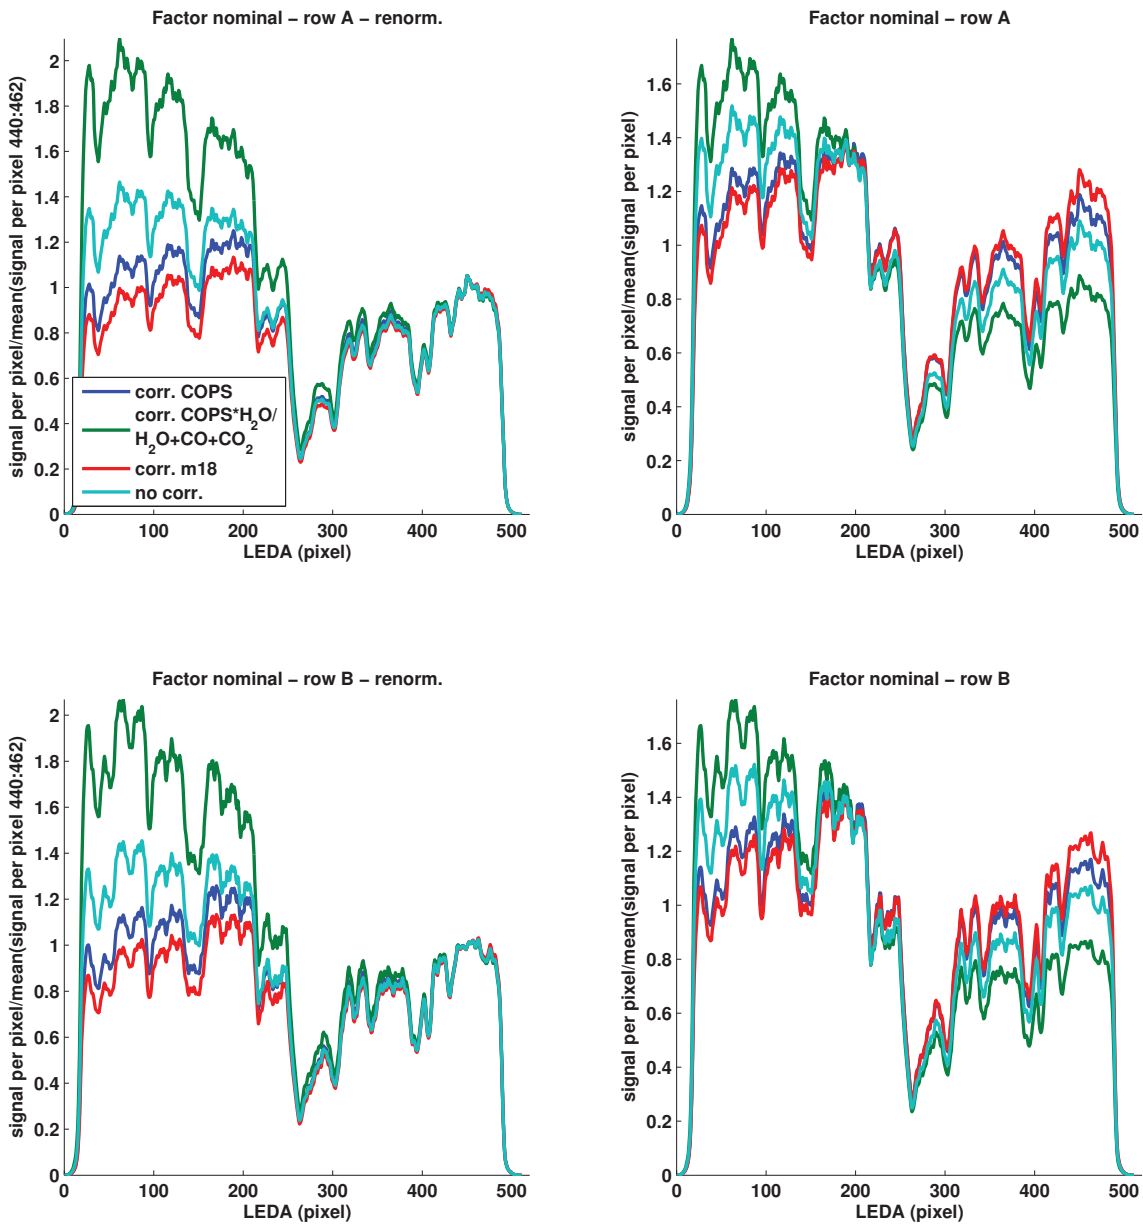 Factor nominal – row A – renorm.
signal per pixel/mean(signal per pixel 440:462)
2
1.8
1.6
1.4
1.2
1
0.8
0.6
0.4
0.2
0
corr. COPS
corr. COPS*H₂O/
H₂O+CO+CO₂
corr. m18
no corr.
0 100 200 300 400 500
LEDA (pixel)
Factor nominal – row A
signal per pixel/mean(signal per pixel)
1.6
1.4
1.2
1
0.8
0.6
0.4
0.2
0
0 100 200 300 400 500
LEDA (pixel)
Factor nominal – row B – renorm.
signal per pixel/mean(signal per pixel 440:462)
2
1.8
1.6
1.4
1.2
1
0.8
0.6
0.4
0.2
0
0 100 200 300 400 500
LEDA (pixel)
Factor nominal – row B
signal per pixel/mean(signal per pixel)
1.6
1.4
1.2
1
0.8
0.6
0.4
0.2
0
0 100 200 300 400 500
LEDA (pixel)